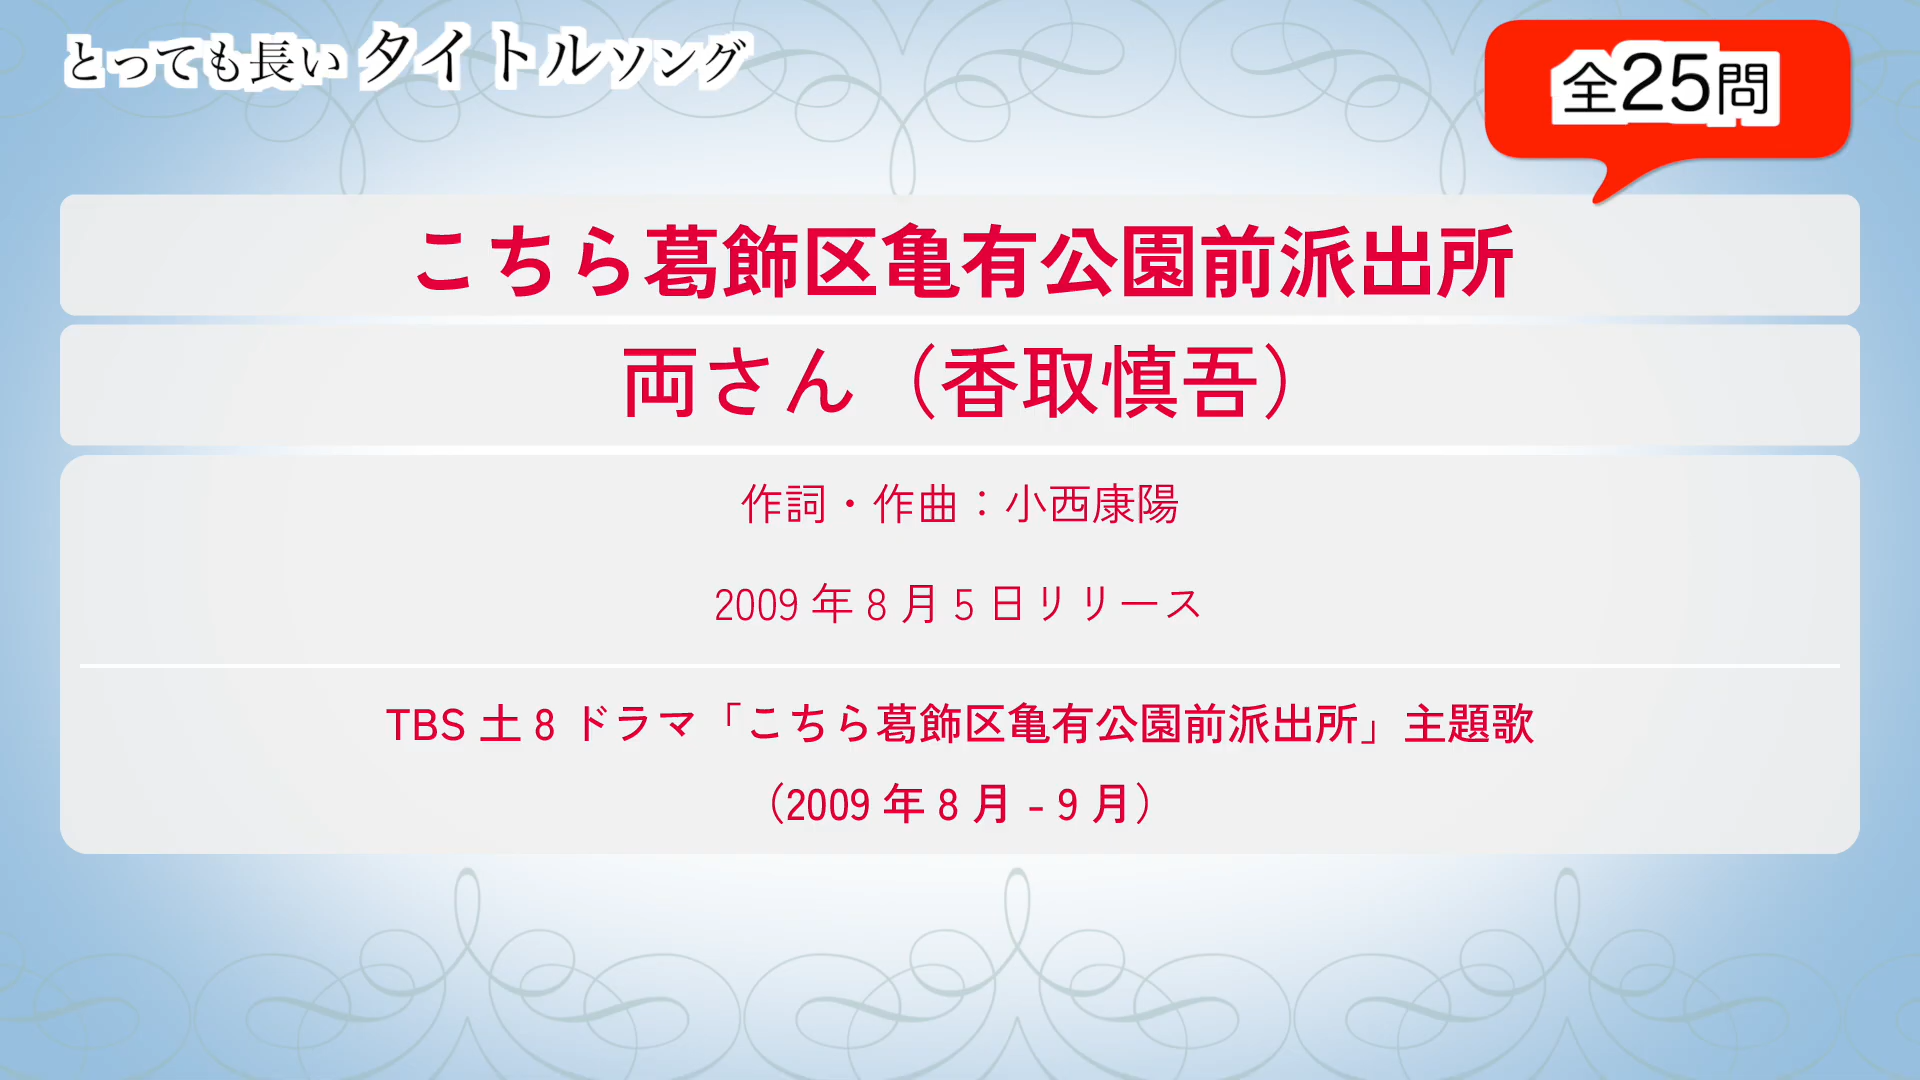 とっても長いタイトルソング
全25問
こちら葛飾区亀有公園前派出所
両さん（香取慎吾）
作詞・作曲：小西康陽
2009年8月5日リリース
TBS土8ドラマ「こちら葛飾区亀有公園前派出所」主題歌
（2009年8月-9月）